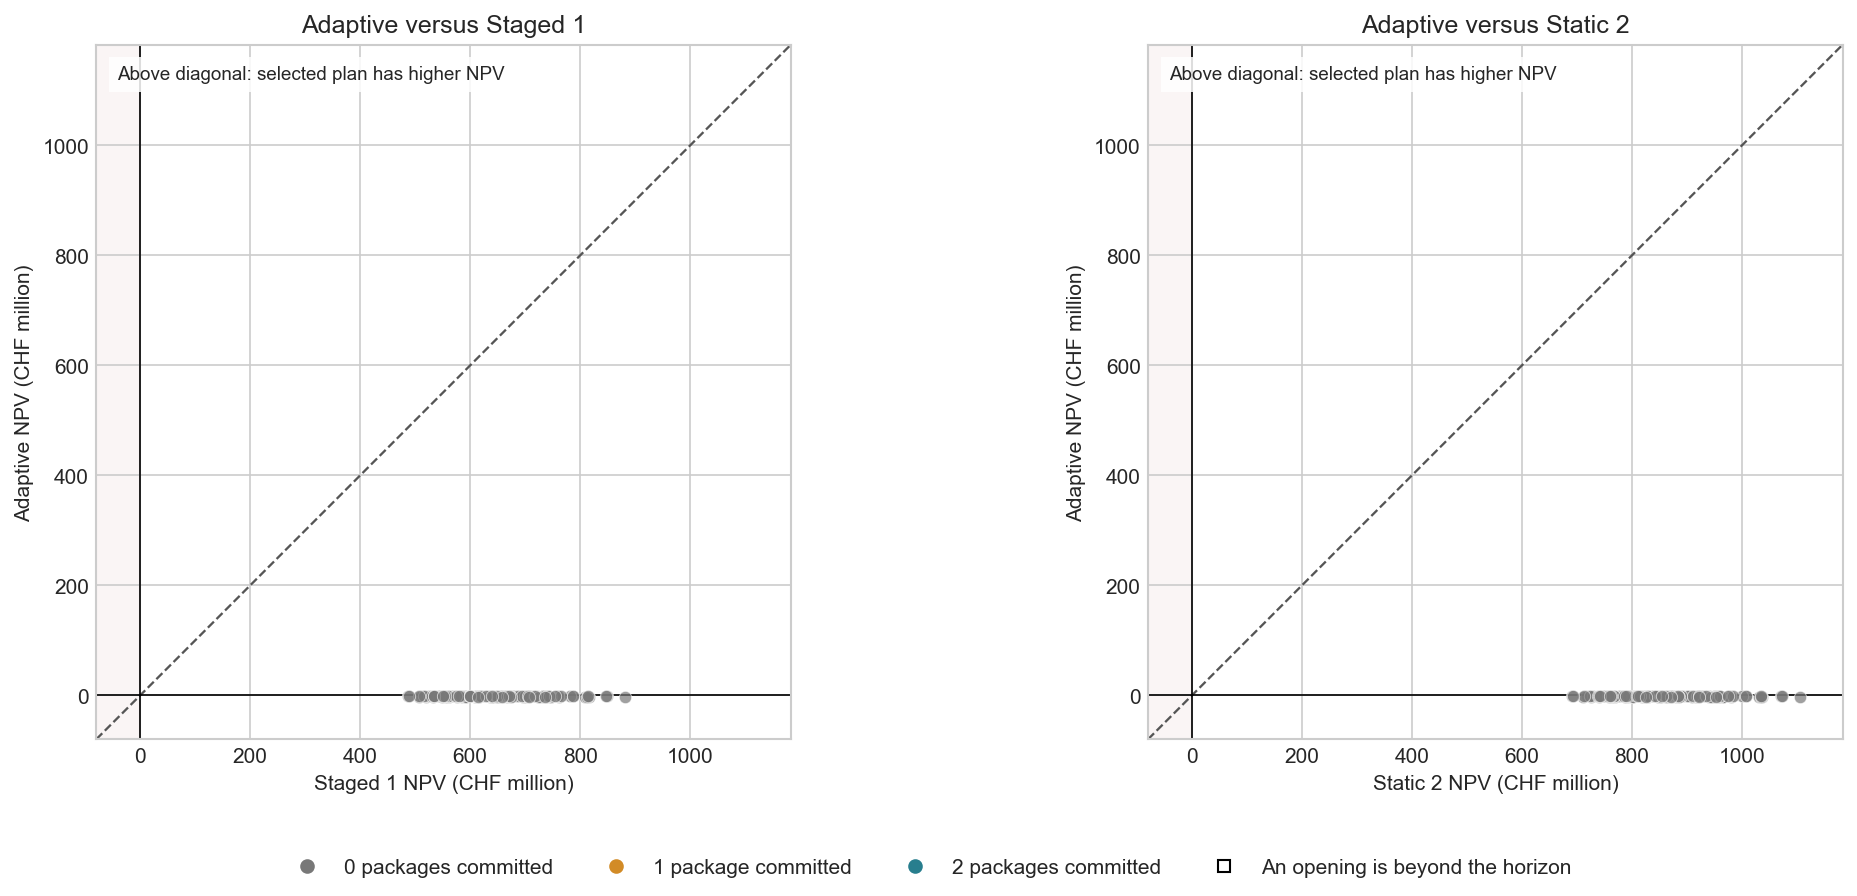 Adaptive versus Staged 1
Above diagonal: selected plan has higher NPV
1000
800
600
400
200
0
Adaptive NPV (CHF million)
0 200 400 600 800 1000
Staged 1 NPV (CHF million)
Adaptive versus Static 2
Above diagonal: selected plan has higher NPV
1000
800
600
400
200
0
Adaptive NPV (CHF million)
0 200 400 600 800 1000
Static 2 NPV (CHF million)
0 packages committed 1 package committed 2 packages committed An opening is beyond the horizon